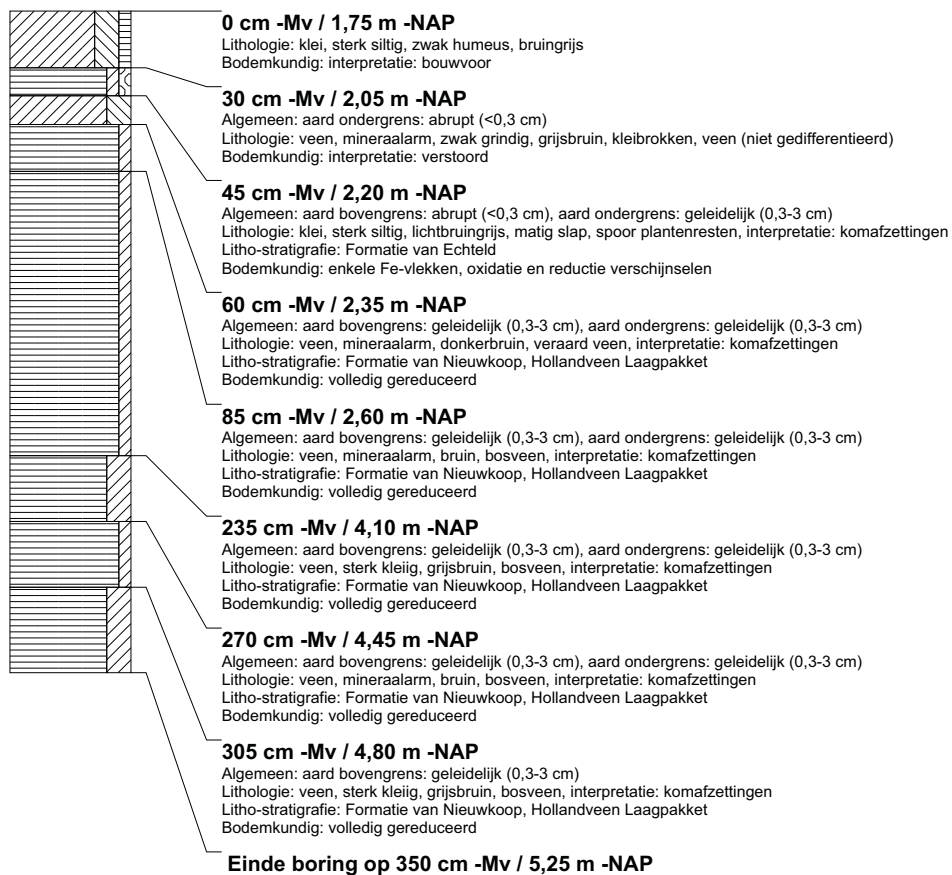 0 cm -Mv / 1,75 m -NAP
Lithologie: klei, sterk siltig, zwak humeus, bruingrijs
Bodemkundig: interpretatie: bouwvoor
30 cm -Mv / 2,05 m -NAP
Algemeen: aard ondergrens: abrupt (<0,3 cm)
Lithologie: veen, mineraalarm, zwak grindig, grijsbruin, kleibrokken, veen (niet gedifferentieerd)
Bodemkundig: interpretatie: verstoord
45 cm -Mv / 2,20 m -NAP
Algemeen: aard bovengrens: abrupt (<0,3 cm), aard ondergrens: geleidelijk (0,3-3 cm)
Lithologie: klei, sterk siltig, lichtbruingrijs, matig slap, spoor plantenresten, interpretatie: komafzettingen
Litho-stratigrafie: Formatie van Echteld
Bodemkundig: enkele Fe-vlekken, oxidatie en reductie verschijnselen
60 cm -Mv / 2,35 m -NAP
Algemeen: aard bovengrens: geleidelijk (0,3-3 cm), aard ondergrens: geleidelijk (0,3-3 cm)
Lithologie: veen, mineraalarm, donkerbruin, veraard veen, interpretatie: komafzettingen
Litho-stratigrafie: Formatie van Nieuwkoop, Hollandveen Laagpakket
Bodemkundig: volledig gereduceerd
85 cm -Mv / 2,60 m -NAP
Algemeen: aard bovengrens: geleidelijk (0,3-3 cm), aard ondergrens: geleidelijk (0,3-3 cm)
Lithologie: veen, mineraalarm, bruin, bosveen, interpretatie: komafzettingen
Litho-stratigrafie: Formatie van Nieuwkoop, Hollandveen Laagpakket
Bodemkundig: volledig gereduceerd
235 cm -Mv / 4,10 m -NAP
Algemeen: aard bovengrens: geleidelijk (0,3-3 cm), aard ondergrens: geleidelijk (0,3-3 cm)
Lithologie: veen, sterk kleiig, grijsbruin, bosveen, interpretatie: komafzettingen
Litho-stratigrafie: Formatie van Nieuwkoop, Hollandveen Laagpakket
Bodemkundig: volledig gereduceerd
270 cm -Mv / 4,45 m -NAP
Algemeen: aard bovengrens: geleidelijk (0,3-3 cm), aard ondergrens: geleidelijk (0,3-3 cm)
Lithologie: veen, mineraalarm, bruin, bosveen, interpretatie: komafzettingen
Litho-stratigrafie: Formatie van Nieuwkoop, Hollandveen Laagpakket
Bodemkundig: volledig gereduceerd
305 cm -Mv / 4,80 m -NAP
Algemeen: aard bovengrens: geleidelijk (0,3-3 cm)
Lithologie: veen, sterk kleiig, grijsbruin, bosveen, interpretatie: komafzettingen
Litho-stratigrafie: Formatie van Nieuwkoop, Hollandveen Laagpakket
Bodemkundig: volledig gereduceerd
Einde boring op 350 cm -Mv / 5,25 m -NAP